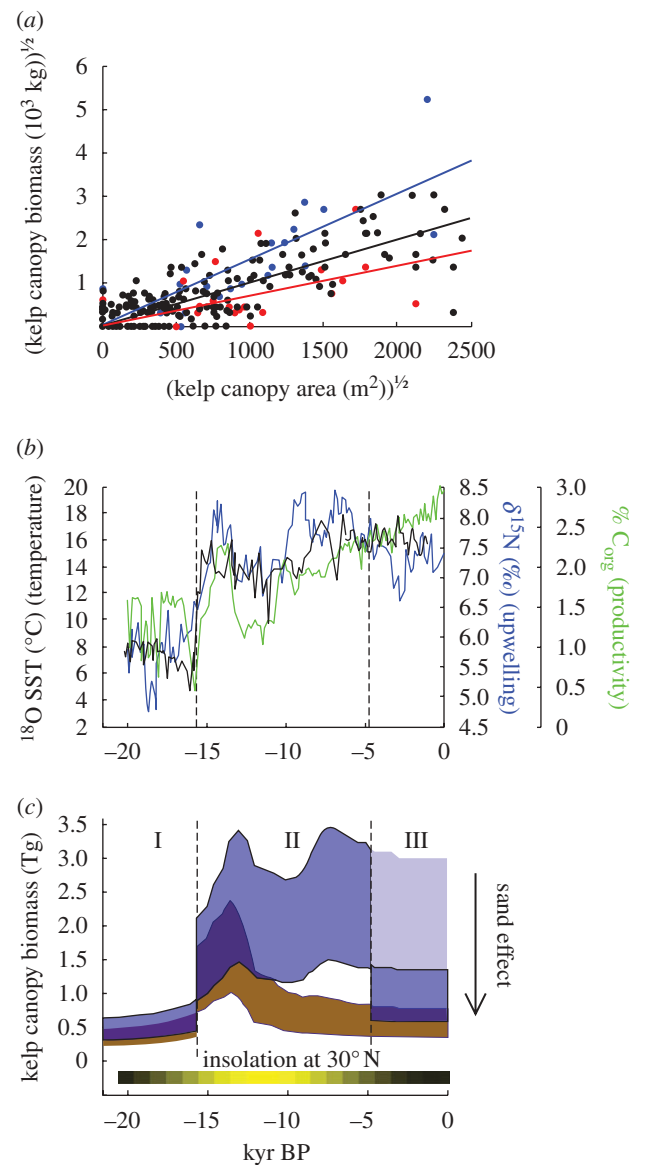 (a)
(kelp canopy biomass (10³ kg))½
6
5
4
3
2
1
0 500 1000 1500 2000 2500
(kelp canopy area (m²))½
(b)
¹⁸O SST (°C) (temperature)
20
18
16
14
12
10
8
6
4
2
8.5
8.0
7.5
7.0
6.5
6.0
5.5
5.0
4.5
δ¹⁵N (‰) (upwelling)
3.0
2.5
2.0
1.5
1.0
0.5
0
% Corg (productivity)
−20 −15 −10 −5 0
(c)
kelp canopy biomass (Tg)
3.5
3.0
2.5
2.0
1.5
1.0
0.5
0
I II III
sand effect
insolation at 30° N
−20 −15 −10 −5 0
kyr BP